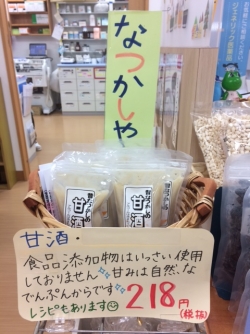 なつかしや
甘酒
甘酒・
食品添加物はいっさい使用
しておりません 甘みは自然な
でんぷんからです
レシピもあります
218円
(税抜)